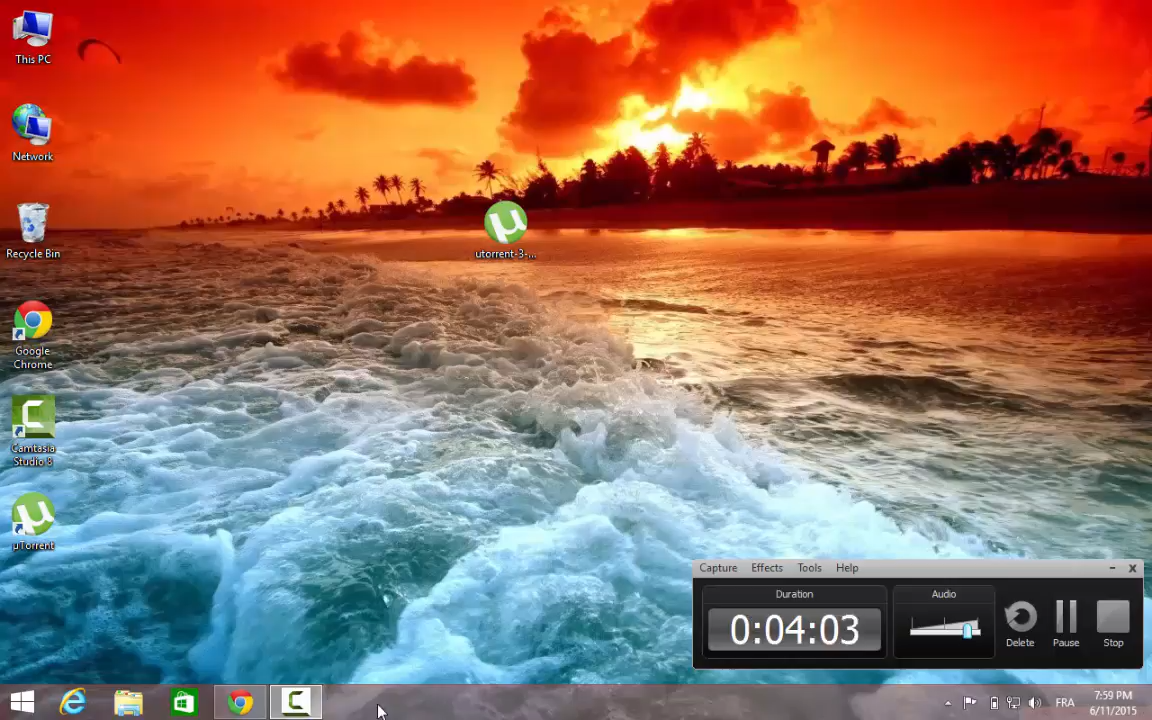 This PC
Network
Recycle Bin
Google
Chrome
Camtasia
Studio 8
µTorrent
utorrent-3-...
Capture Effects Tools Help
Duration
0:04:03
Audio
Delete
Pause
Stop
FRA
7:59 PM
6/11/2015